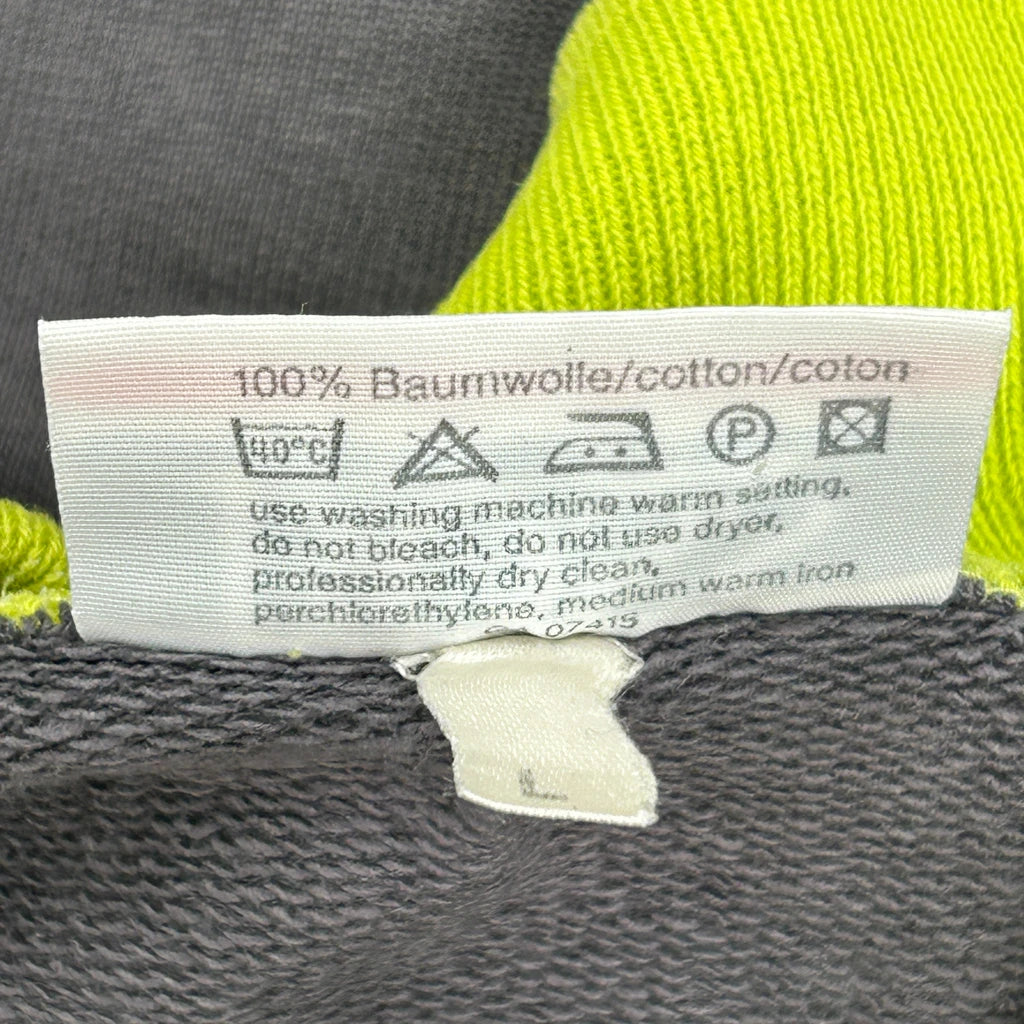 100% Baumwolle/cotton/coton
40°C P
use washing machine warm setting,
do not bleach, do not use dryer,
professionally dry clean,
perchlorethylene, medium warm iron
07415
L